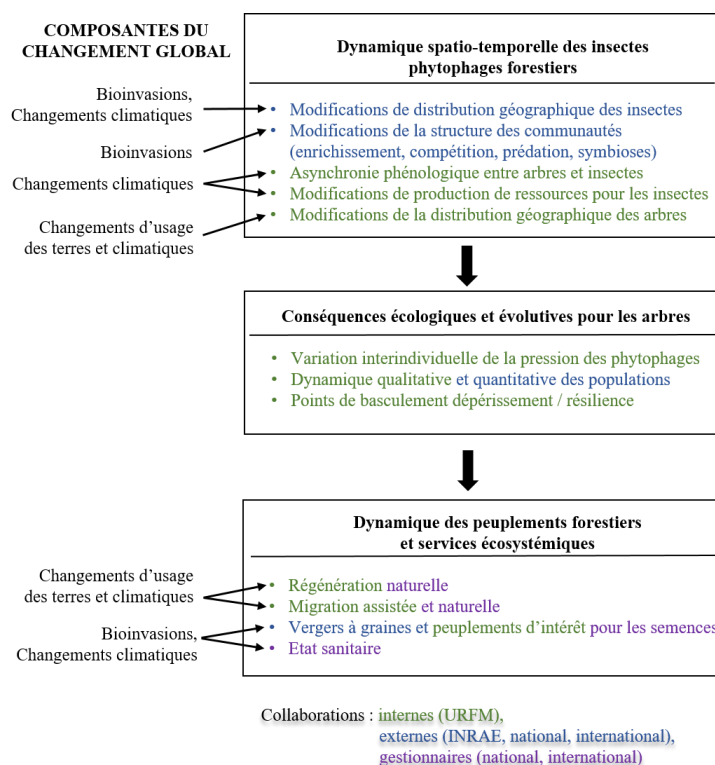 COMPOSANTES DU
CHANGEMENT GLOBAL
Dynamique spatio-temporelle des insectes
phytophages forestiers
Bioinvasions,
Changements climatiques
Bioinvasions
Changements climatiques
Changements d'usage
des terres et climatiques
• Modifications de distribution géographique des insectes
• Modifications de la structure des communautés
(enrichissement, compétition, prédation, symbioses)
• Asynchronie phénologique entre arbres et insectes
• Modifications de production de ressources pour les insectes
• Modifications de la distribution géographique des arbres
Conséquences écologiques et évolutives pour les arbres
• Variation interindividuelle de la pression des phytophages
• Dynamique qualitative et quantitative des populations
• Points de basculement dépérissement / résilience
Dynamique des peuplements forestiers
et services écosystémiques
Changements d'usage
des terres et climatiques
Bioinvasions,
Changements climatiques
• Régénération naturelle
• Migration assistée et naturelle
• Vergers à graines et peuplements d'intérêt pour les semences
• Etat sanitaire
Collaborations : internes (URFM),
externes (INRAE, national, international),
gestionnaires (national, international)